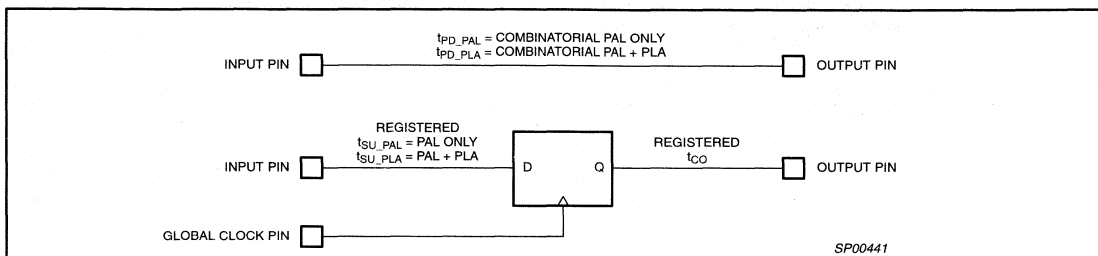 tPD_PAL = COMBINATORIAL PAL ONLY
tPD_PLA = COMBINATORIAL PAL + PLA
INPUT PIN
OUTPUT PIN
REGISTERED
tSU_PAL = PAL ONLY
tSU_PLA = PAL + PLA
INPUT PIN
D
Q
REGISTERED
tCO
OUTPUT PIN
GLOBAL CLOCK PIN
SP00441